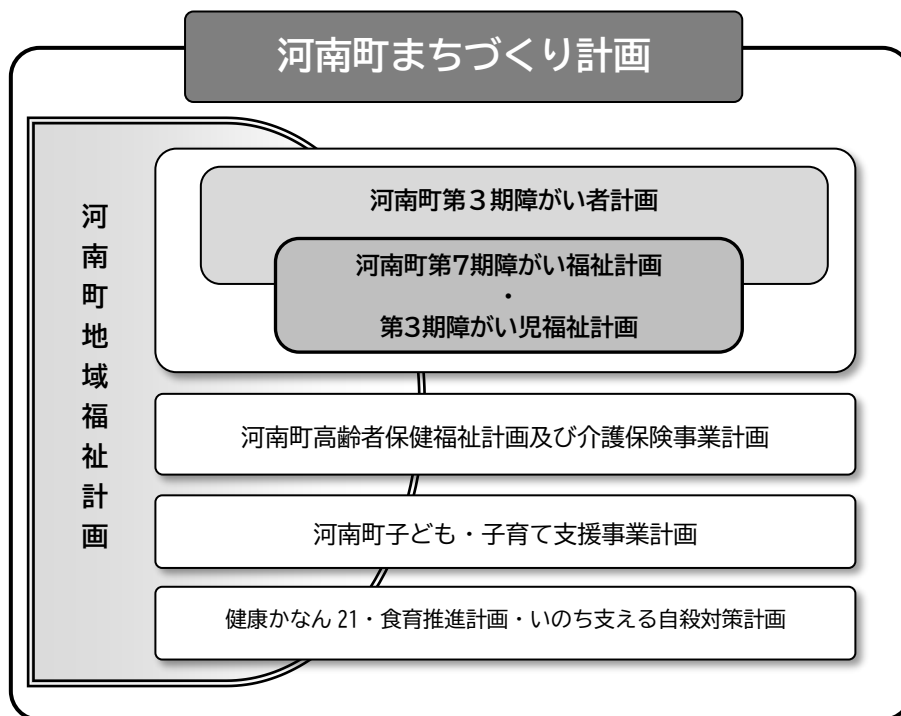 河南町まちづくり計画
河南町地域福祉計画
河南町第３期障がい者計画
河南町第7期障がい福祉計画
・
第3期障がい児福祉計画
河南町高齢者保健福祉計画及び介護保険事業計画
河南町子ども・子育て支援事業計画
健康かなん 21・食育推進計画・いのち支える自殺対策計画